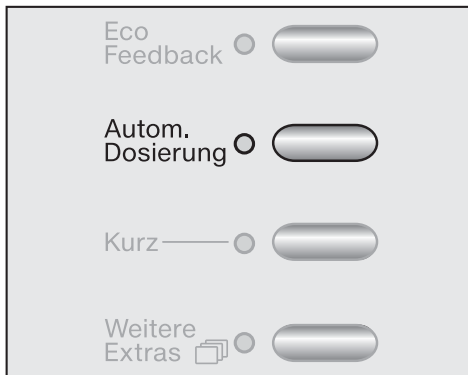 Eco
Feedback
Autom.
Dosierung
Kurz
Weitere
Extras